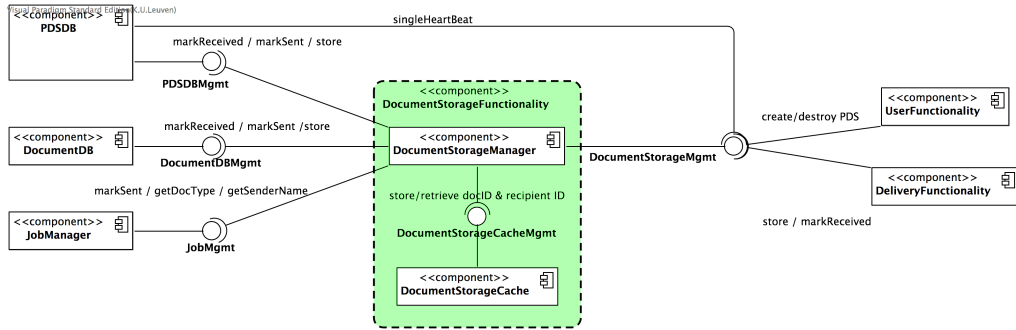 Visual Paradigm Standard Edition(K.U.Leuven)
<<component>>
PDSDB
singleHeartBeat
markReceived / markSent / store
PDSDBMgmt
<<component>>
DocumentStorageFunctionality
<<component>>
UserFunctionality
create/destroy PDS
markReceived / markSent /store
<<component>>
DocumentDB
DocumentDBMgmt
<<component>>
DocumentStorageManager
DocumentStorageMgmt
<<component>>
DeliveryFunctionality
markSent / getDocType / getSenderName
store/retrieve docID & recipient ID
store / markReceived
<<component>>
JobManager
JobMgmt
DocumentStorageCacheMgmt
<<component>>
DocumentStorageCache